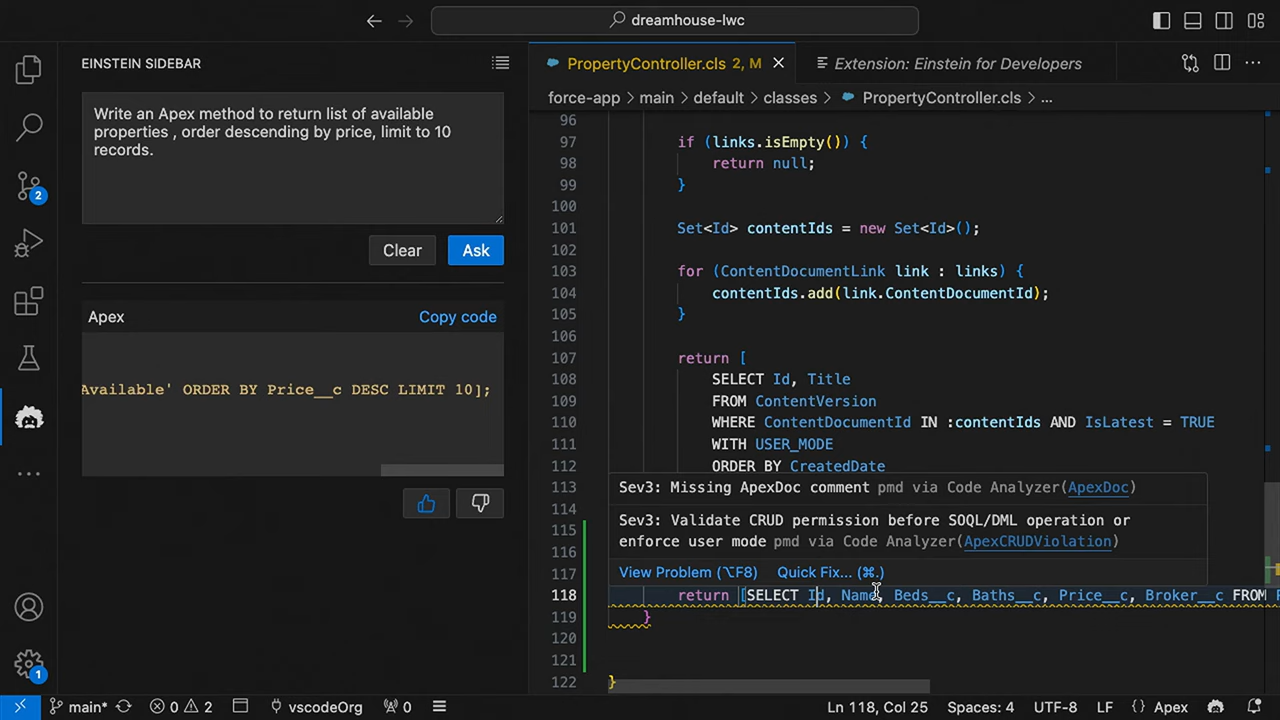 dreamhouse-lwc
EINSTEIN SIDEBAR
Write an Apex method to return list of available
properties , order descending by price, limit to 10
records.
Clear
Ask
Apex
Copy code
Available' ORDER BY Price__c DESC LIMIT 10];
2
1
PropertyController.cls 2, M
Extension: Einstein for Developers
force-app > main > default > classes > PropertyController.cls > ...
96
97 if (links.isEmpty()) {
98 return null;
99 }
100
101 Set<Id> contentIds = new Set<Id>();
102
103 for (ContentDocumentLink link : links) {
104 contentIds.add(link.ContentDocumentId);
105 }
106
107 return [
108 SELECT Id, Title
109 FROM ContentVersion
110 WHERE ContentDocumentId IN :contentIds AND IsLatest = TRUE
111 WITH USER_MODE
112 ORDER BY CreatedDate
113
Sev3: Missing ApexDoc comment pmd via Code Analyzer(ApexDoc)
114
115
Sev3: Validate CRUD permission before SOQL/DML operation or
116
enforce user mode pmd via Code Analyzer(ApexCRUDViolation)
117
View Problem (⌥F8) Quick Fix... (⌘.)
118 return [SELECT Id, Name, Beds__c, Baths__c, Price__c, Broker__c FROM
119 }
120
121
122 }
main* 0 2 vscodeOrg 0 Ln 118, Col 25 Spaces: 4 UTF-8 LF {} Apex